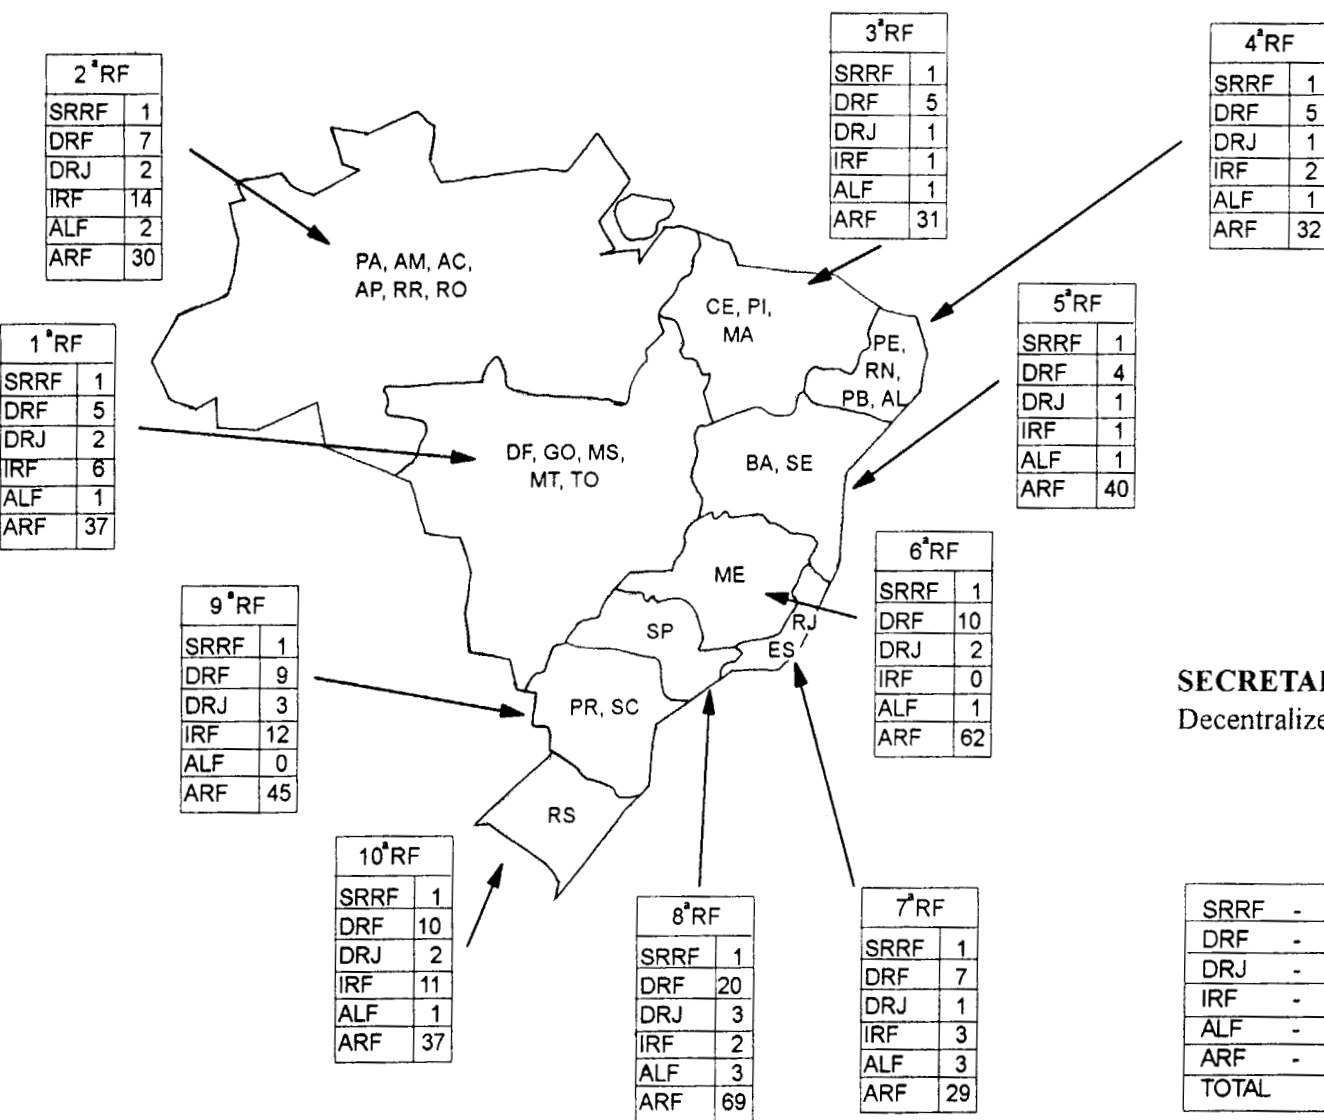 3ªRF
SRRF 1
DRF 5
DRJ 1
IRF 1
ALF 1
ARF 31
4ªRF
SRRF 1
DRF 5
DRJ 1
IRF 2
ALF 1
ARF 32
2ªRF
SRRF 1
DRF 7
DRJ 2
IRF 14
ALF 2
ARF 30
PA, AM, AC,
AP, RR, RO
CE, PI,
MA
PE,
RN,
PB, AL
5ªRF
SRRF 1
DRF 4
DRJ 1
IRF 1
ALF 1
ARF 40
1ªRF
SRRF 1
DRF 5
DRJ 2
IRF 6
ALF 1
ARF 37
DF, GO, MS,
MT, TO
BA, SE
6ªRF
SRRF 1
DRF 10
DRJ 2
IRF 0
ALF 1
ARF 62
ME
RJ
SP
ES
9ªRF
SRRF 1
DRF 9
DRJ 3
IRF 12
ALF 0
ARF 45
PR, SC
SECRETA
Decentralize
RS
10ªRF
SRRF 1
DRF 10
DRJ 2
IRF 11
ALF 1
ARF 37
8ªRF
SRRF 1
DRF 20
DRJ 3
IRF 2
ALF 3
ARF 69
7ªRF
SRRF 1
DRF 7
DRJ 1
IRF 3
ALF 3
ARF 29
SRRF -
DRF -
DRJ -
IRF -
ALF -
ARF -
TOTAL